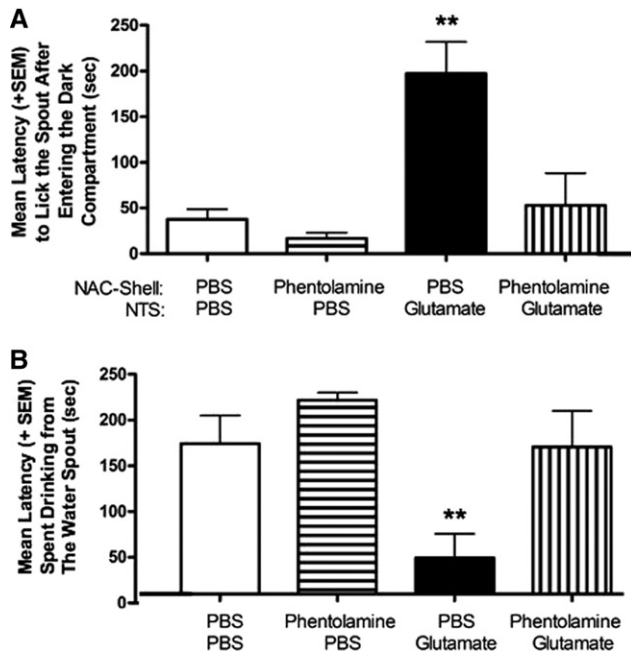 A
Mean Latency (+SEM)
to Lick the Spout After
Entering the Dark
Compartment (sec)
250
200
150
100
50
0
**
NAC-Shell: PBS Phentolamine PBS Phentolamine
NTS: PBS PBS Glutamate Glutamate
B
Mean Latency (+ SEM)
Spent Drinking from
The Water Spout (sec)
250
200
150
100
50
0
**
PBS Phentolamine PBS Phentolamine
PBS PBS Glutamate Glutamate